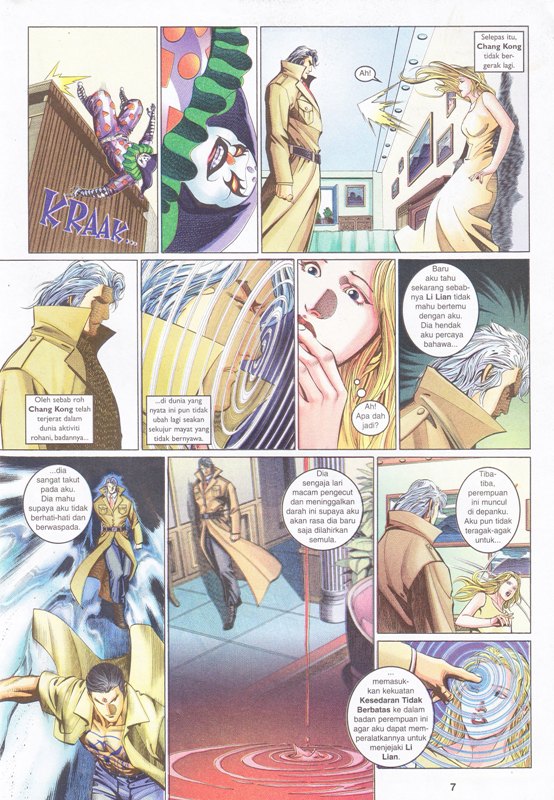 KRAAK...
Ah!
Selepas itu,
Chang Kong
tidak ber-
gerak lagi.
Oleh sebab roh
Chang Kong telah
terjerat dalam
dunia aktiviti
rohani, badannya...
...di dunia yang
nyata ini pun tidak
ubah lagi seakan
sekujur mayat yang
tidak bernyawa.
Ah!
Apa dah
jadi?
Baru
aku tahu
sekarang sebab-
nya Li Lian tidak
mahu bertemu
dengan aku.
Dia hendak
aku percaya
bahawa...
...dia
sangat takut
pada aku.
Dia mahu
supaya aku tidak
berhati-hati dan
berwaspada.
Dia
sengaja lari
macam pengecut
dan meninggalkan
darah ini supaya aku
akan rasa dia baru
saja dilahirkan
semula.
Tiba-
tiba,
perempuan
ini muncul
di depanku.
Aku pun tidak
teragak-agak
untuk...
...
memasuk-
kan kekuatan
Kesedaran Tidak
Berbatas ke dalam
badan perempuan ini
agar aku dapat mem-
peralatkannya untuk
menjejaki Li
Lian.
7